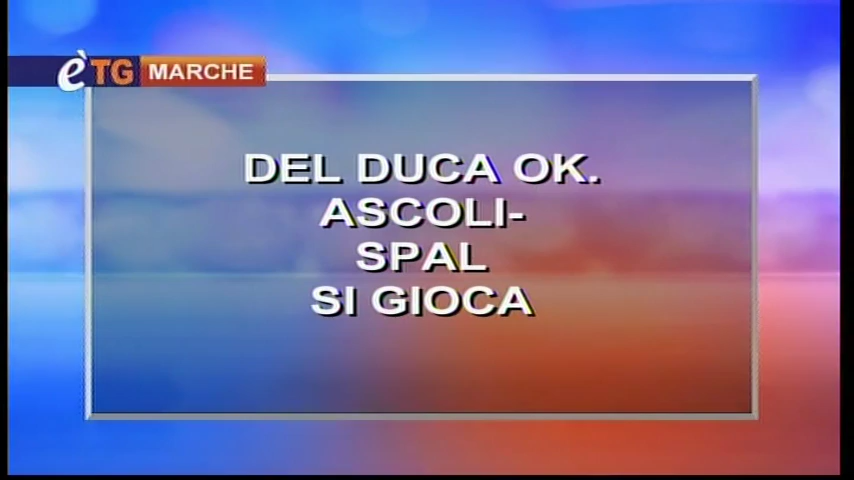 èTG MARCHE
DEL DUCA OK.
ASCOLI-
SPAL
SI GIOCA